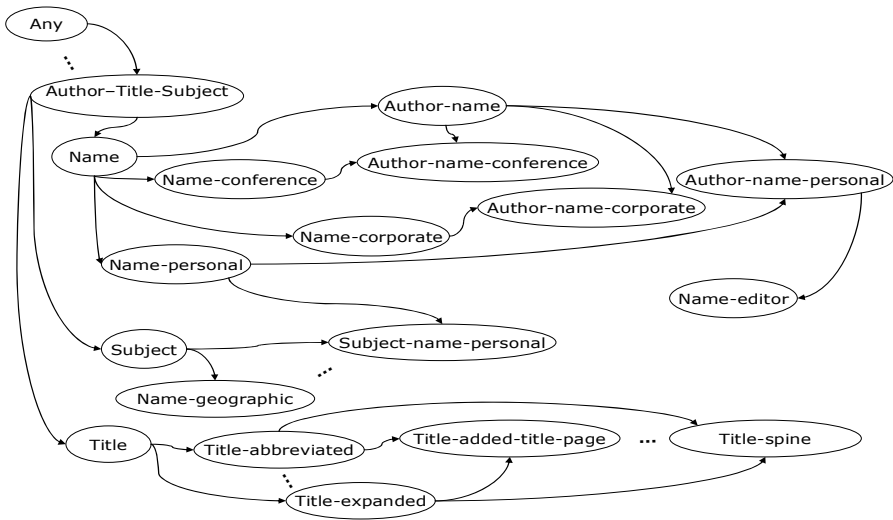 Any
Author–Title-Subject
Author-name
Name
Author-name-conference
Name-conference
Author-name-personal
Author-name-corporate
Name-corporate
Name-personal
Name-editor
Subject
Subject-name-personal
...
Name-geographic
Title
Title-abbreviated
Title-added-title-page
...
Title-spine
Title-expanded